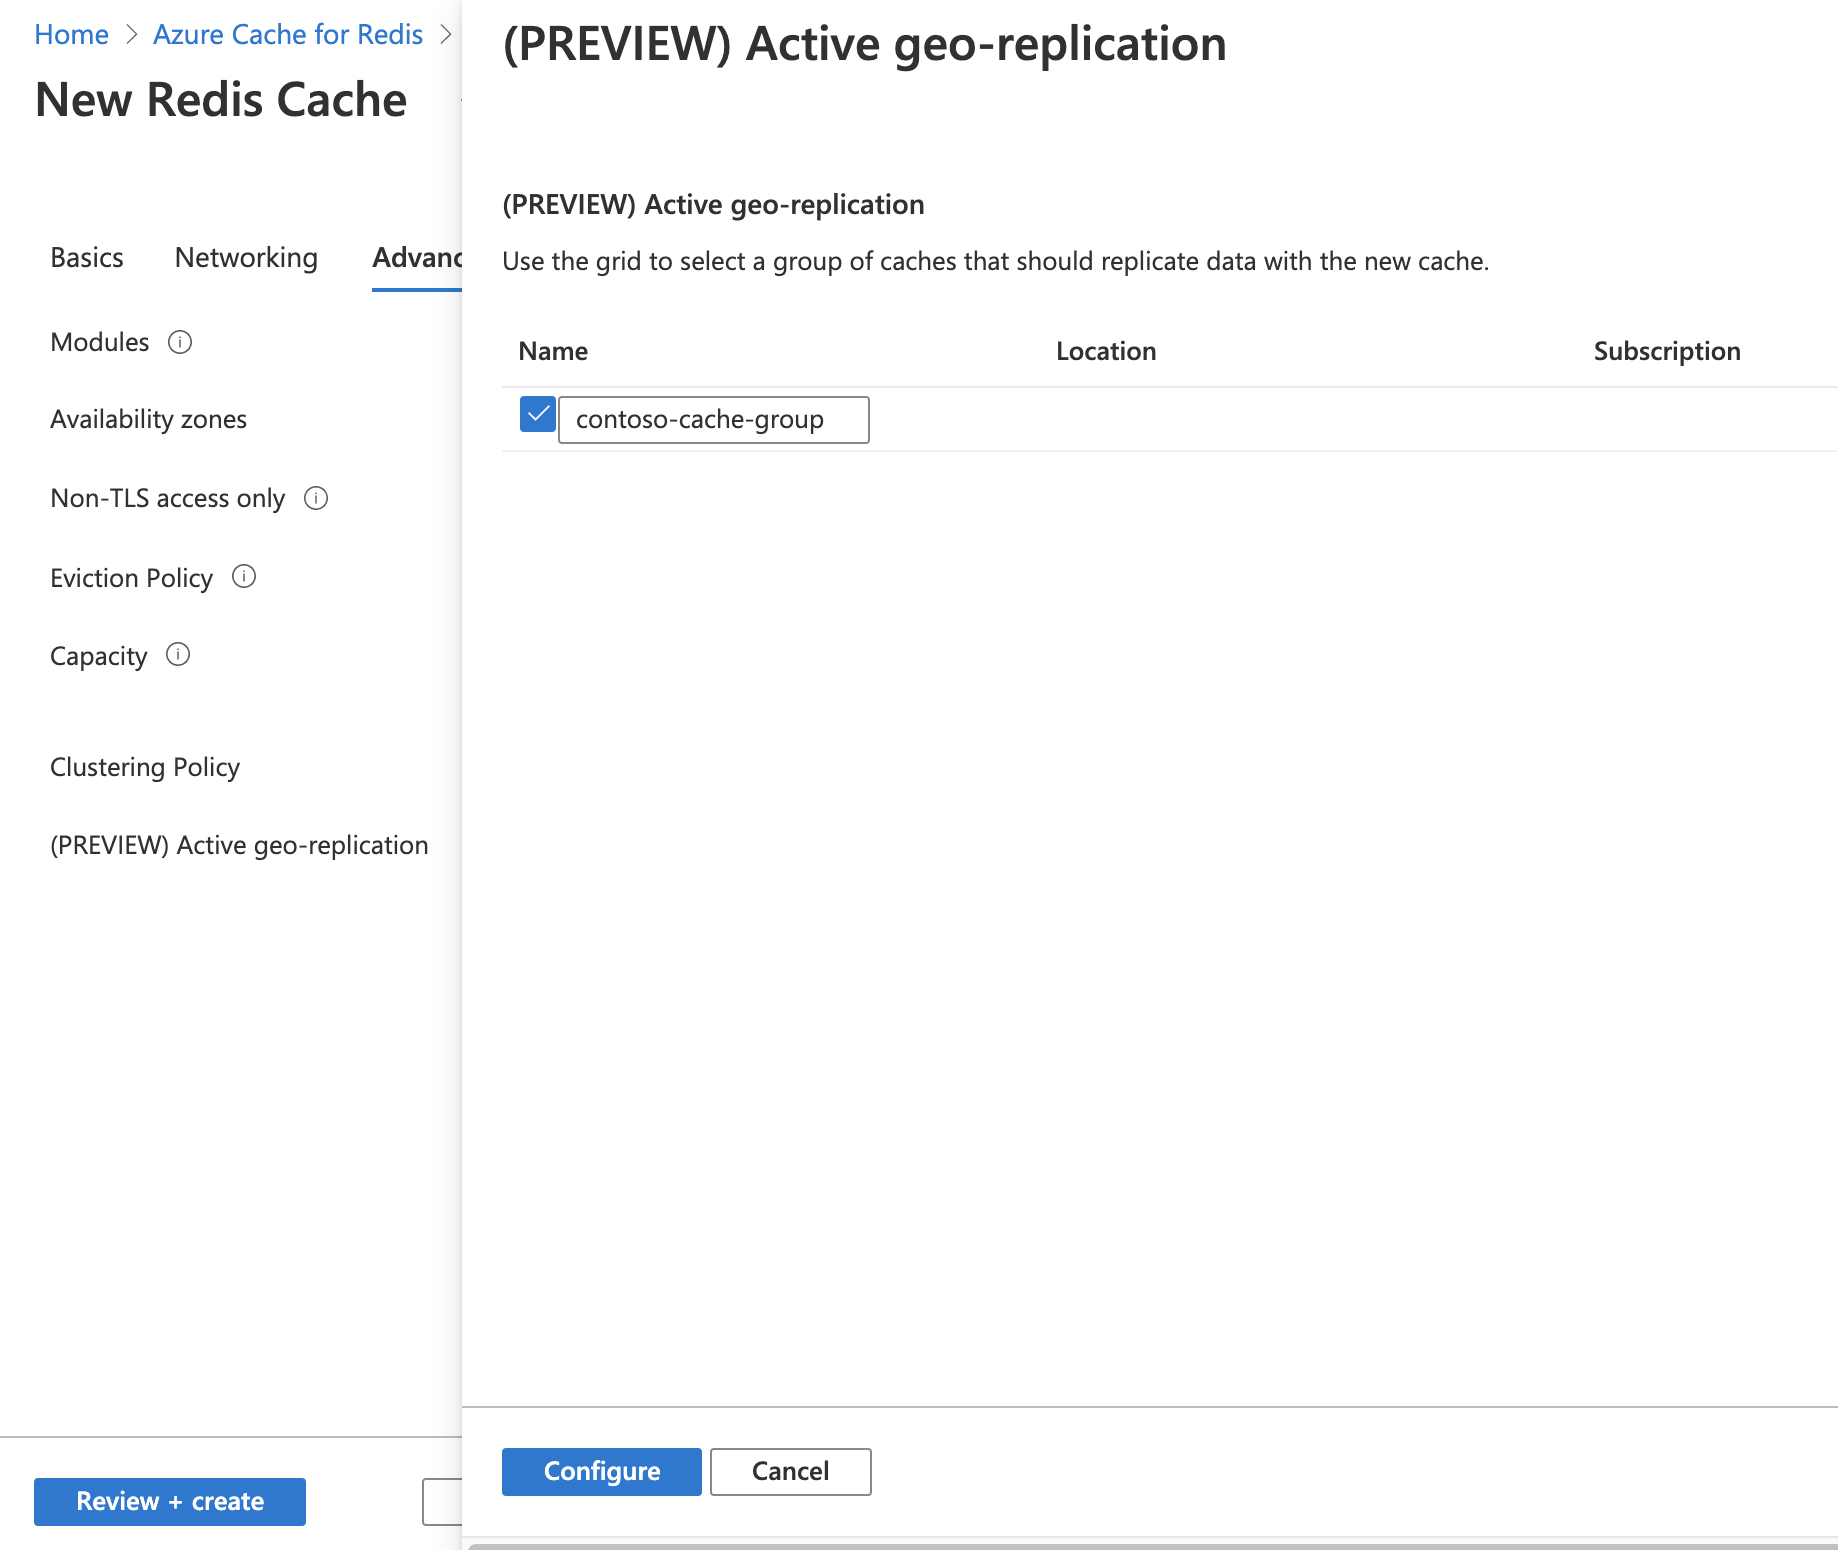 Home > Azure Cache for Redis >
New Redis Cache
Basics Networking Advanc
Modules
Availability zones
Non-TLS access only
Eviction Policy
Capacity
Clustering Policy
(PREVIEW) Active geo-replication
Review + create
(PREVIEW) Active geo-replication
(PREVIEW) Active geo-replication
Use the grid to select a group of caches that should replicate data with the new cache.
Name Location Subscription
contoso-cache-group
Configure Cancel